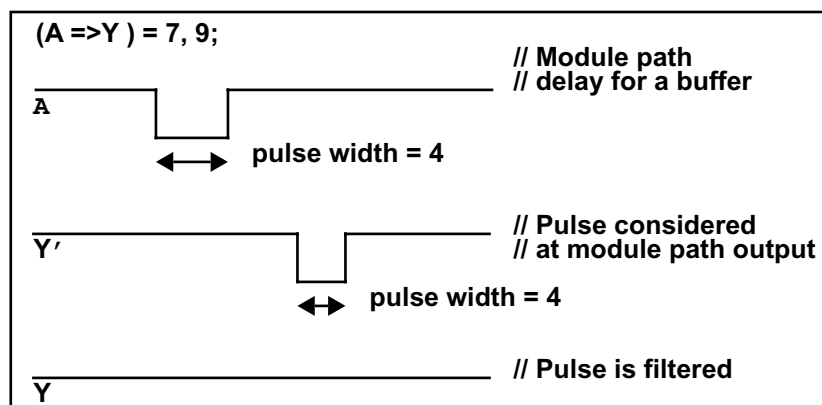 (A =>Y ) = 7, 9;
// Module path
// delay for a buffer
A
pulse width = 4
Y′
// Pulse considered
// at module path output
pulse width = 4
Y
// Pulse is filtered